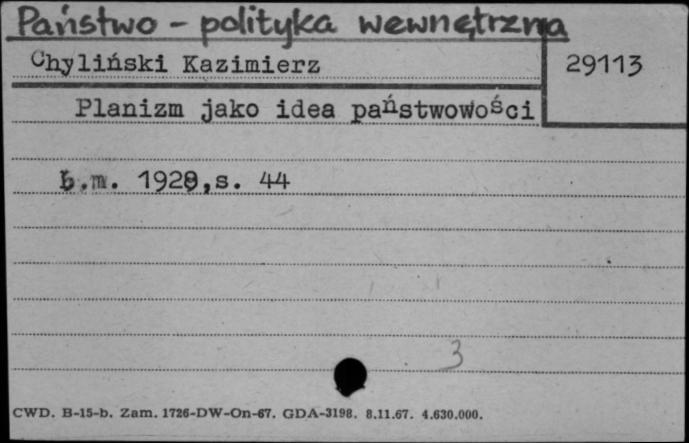 Państwo - polityka wewnętrzna
Chyliński Kazimierz
29113
Planizm jako idea państwowości
b.m. 1928,s. 44
3
CWD. B-15-b. Zam. 1726-DW-On-67. GDA-3198. 8.11.67. 4.630.000.